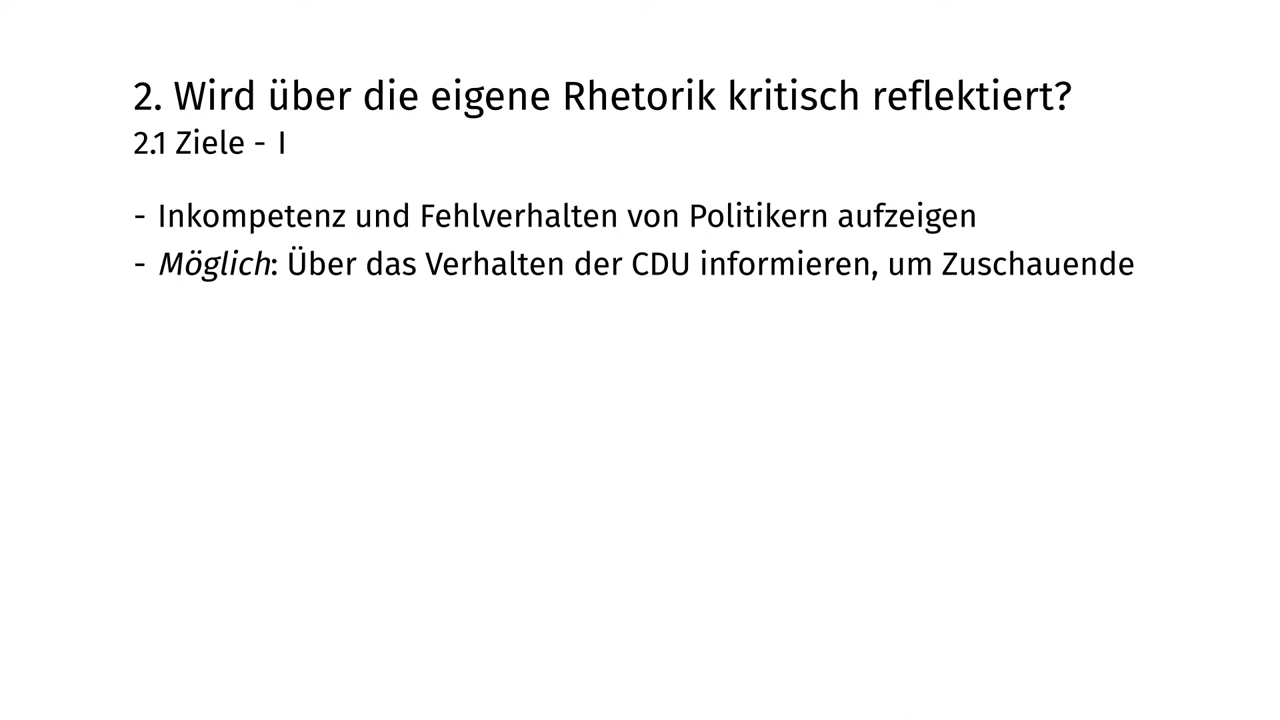 2. Wird über die eigene Rhetorik kritisch reflektiert?
2.1 Ziele - I
- Inkompetenz und Fehlverhalten von Politikern aufzeigen
- Möglich: Über das Verhalten der CDU informieren, um Zuschauende